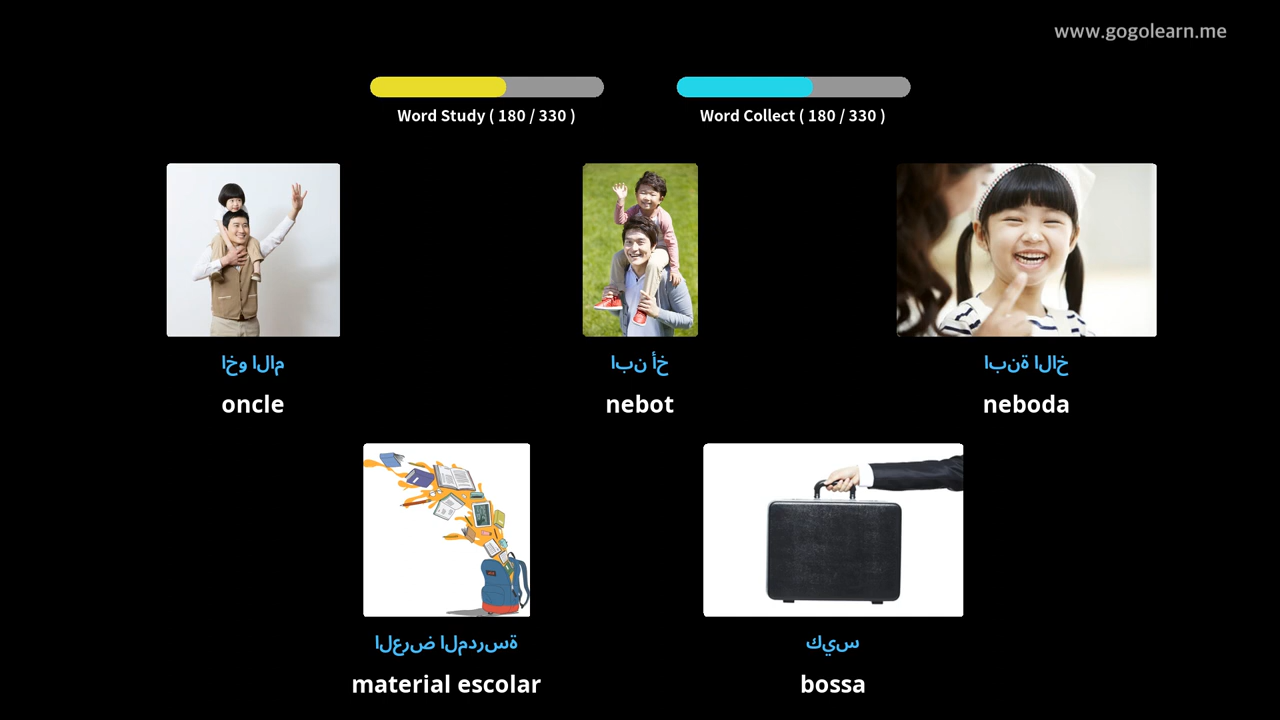 www.gogolearn.me
Word Study ( 180 / 330 )
Word Collect ( 180 / 330 )
اخو الام
ابن أخ
ابنة الاخ
oncle
nebot
neboda
العرض المدرسة
كيس
material escolar
bossa